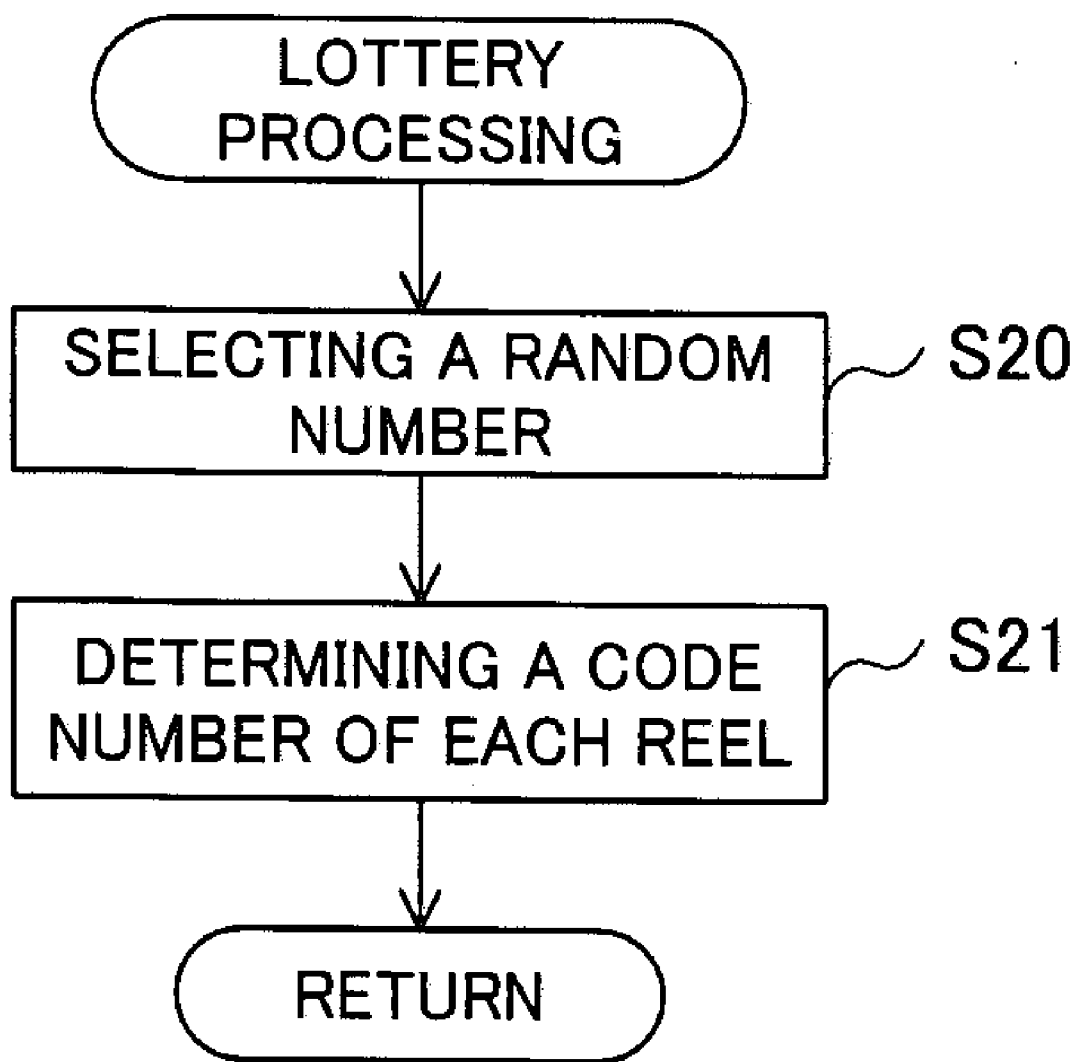 LOTTERY
PROCESSING
SELECTING A RANDOM
NUMBER
S20
DETERMINING A CODE
NUMBER OF EACH REEL
S21
RETURN